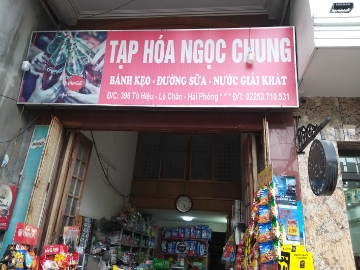 TẠP HÓA NGỌC CHUNG
BÁNH KẸO - ĐƯỜNG SỮA - NƯỚC GIẢI KHÁT
Đ/C: 396 Tô Hiệu - Lê Chân - Hải Phòng * * * Đ/T: 02253.710.531